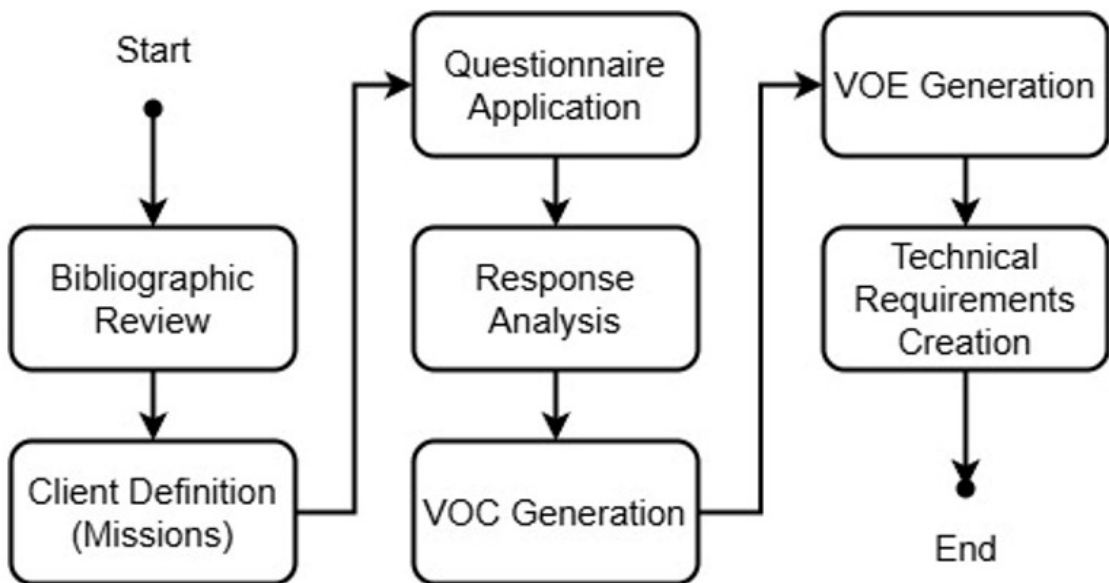 Start
Bibliographic
Review
Client Definition
(Missions)
Questionnaire
Application
Response
Analysis
VOC Generation
VOE Generation
Technical
Requirements
Creation
End